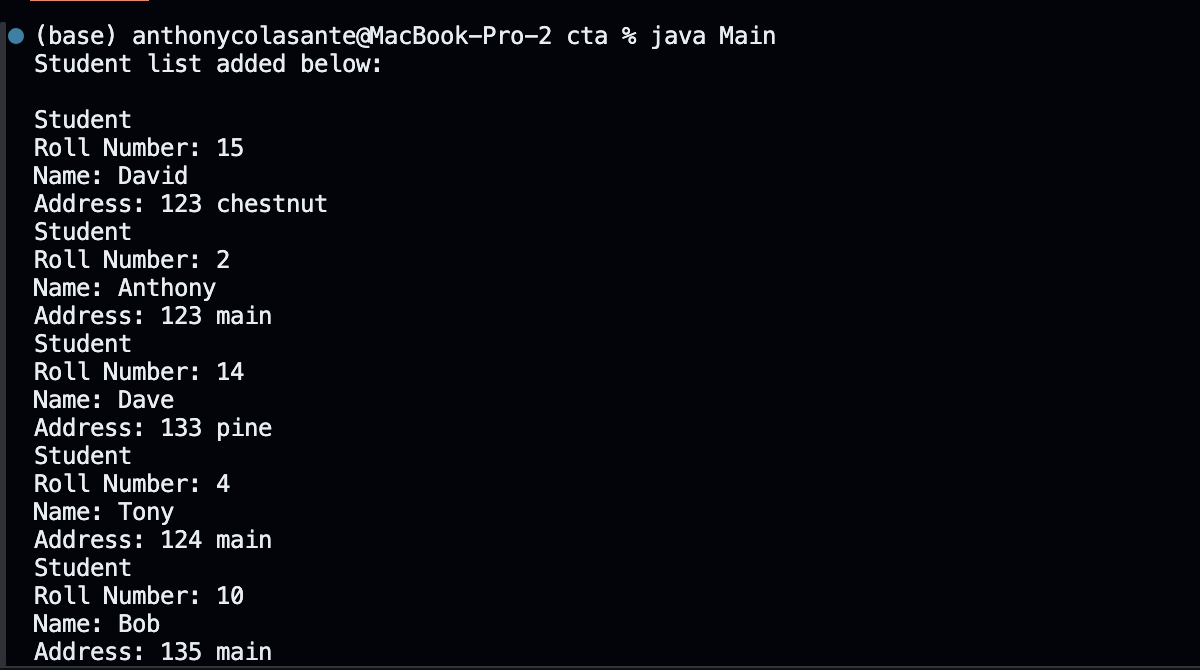 (base) anthonycolasante@MacBook-Pro-2 cta % java Main
Student list added below:
Student
Roll Number: 15
Name: David
Address: 123 chestnut
Student
Roll Number: 2
Name: Anthony
Address: 123 main
Student
Roll Number: 14
Name: Dave
Address: 133 pine
Student
Roll Number: 4
Name: Tony
Address: 124 main
Student
Roll Number: 10
Name: Bob
Address: 135 main